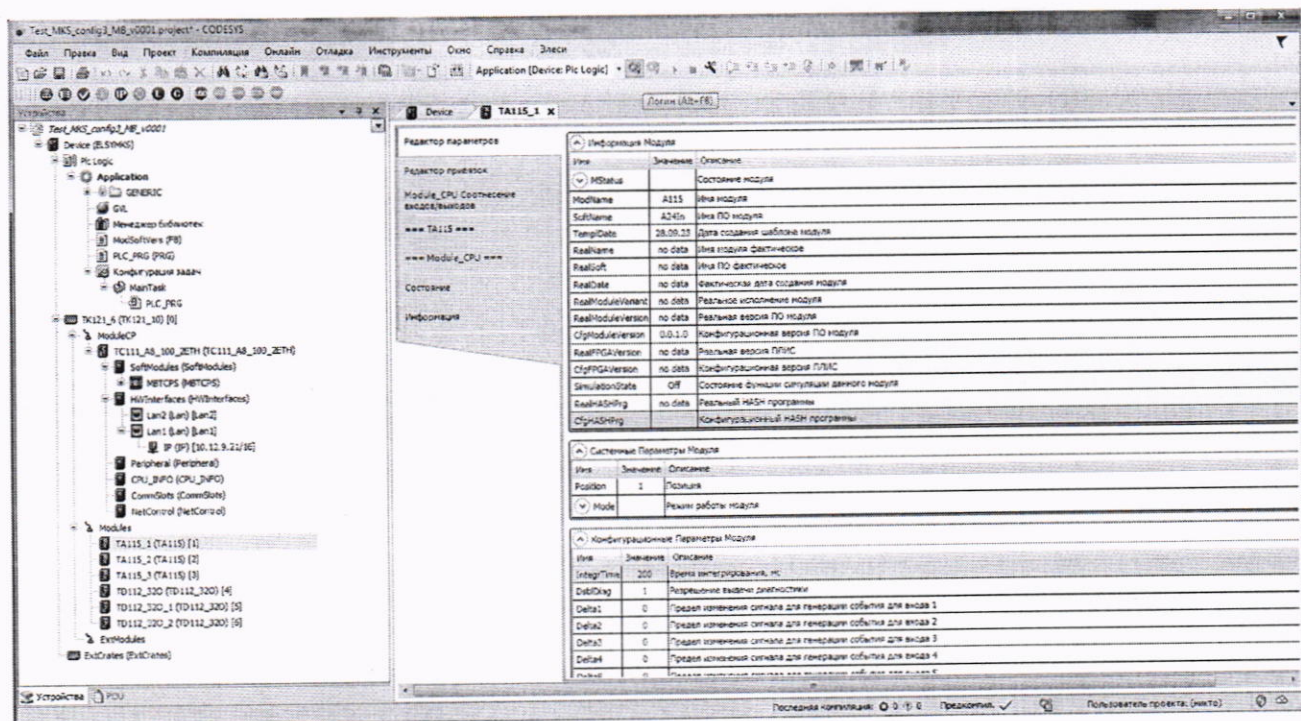 Test_MKS_config3_MB_v0001.project* - CODESYS
Файл Правка Вид Проект Компиляция Онлайн Отладка Инструменты Окно Справка Элеси
Application [Device: Plc Logic]
Логин (Alt+F8)
Устройства
Test_MKS_config3_MB_v0001
Device (ELSYMKS)
Plc Logic
Application
GENERIC
GVL
Менеджер библиотек
ModSoftVers (FB)
PLC_PRG (PRG)
Конфигурация задач
MainTask
PLC_PRG
TK121_6 (TK121_10) [0]
ModuleCP
TC111_A8_100_2ETH (TC111_A8_100_2ETH)
SoftModules (SoftModules)
MBTCPS (MBTCPS)
HWInterfaces (HWInterfaces)
Lan2 (Lan) [Lan2]
Lan1 (Lan) [Lan1]
IP (IP) [10.12.9.21/16]
Peripheral (Peripheral)
CPU_INFO (CPU_INFO)
CommSlots (CommSlots)
NetControl (NetControl)
Modules
TA115_1 (TA115) [1]
TA115_2 (TA115) [2]
TA115_3 (TA115) [3]
TD112_320 (TD112_320) [4]
TD112_320_1 (TD112_320) [5]
TD112_320_2 (TD112_320) [6]
ExtModules
ExtCrates (ExtCrates)
Устройства POU
Device TA115_1 X
Редактор параметров
Редактор привязок
Module_CPU Соотнесение
входов/выходов
=== TA115 ===
=== Module_CPU ===
Состояние
Информация
Информация Модуля
Имя Значение Описание
MStatus Состояние модуля
ModName A115 Имя модуля
SoftName A24In Имя ПО модуля
TemplDate 28.09.23 Дата создания шаблона модуля
RealName no data Имя модуля фактическое
RealSoft no data Имя ПО фактическое
RealDate no data Фактическая дата создания модуля
RealModuleVariant no data Реальное исполнение модуля
RealModuleVersion no data Реальная версия ПО модуля
CfgModuleVersion 0.0.1.0 Конфигурационная версия ПО модуля
RealFPGAVersion no data Реальная версия ПЛИС
CfgFPGAVersion no data Конфигурационная версия ПЛИС
SimulationState Off Состояние функции симуляции данного модуля
RealHASHPrg no data Реальный HASH программы
CfgHASHPrg Конфигурационный HASH программы
Системные Параметры Модуля
Имя Значение Описание
Position 1 Позиция
Mode Режим работы модуля
Конфигурационные Параметры Модуля
Имя Значение Описание
IntegrTime 200 Время интегрирования, мс
DsblDiag 1 Разрешение выдачи диагностики
Delta1 0 Предел изменения сигнала для генерации события для входа 1
Delta2 0 Предел изменения сигнала для генерации события для входа 2
Delta3 0 Предел изменения сигнала для генерации события для входа 3
Delta4 0 Предел изменения сигнала для генерации события для входа 4
Последняя компиляция: 0 0 Предкомпил. Пользователь проекта: (никто)